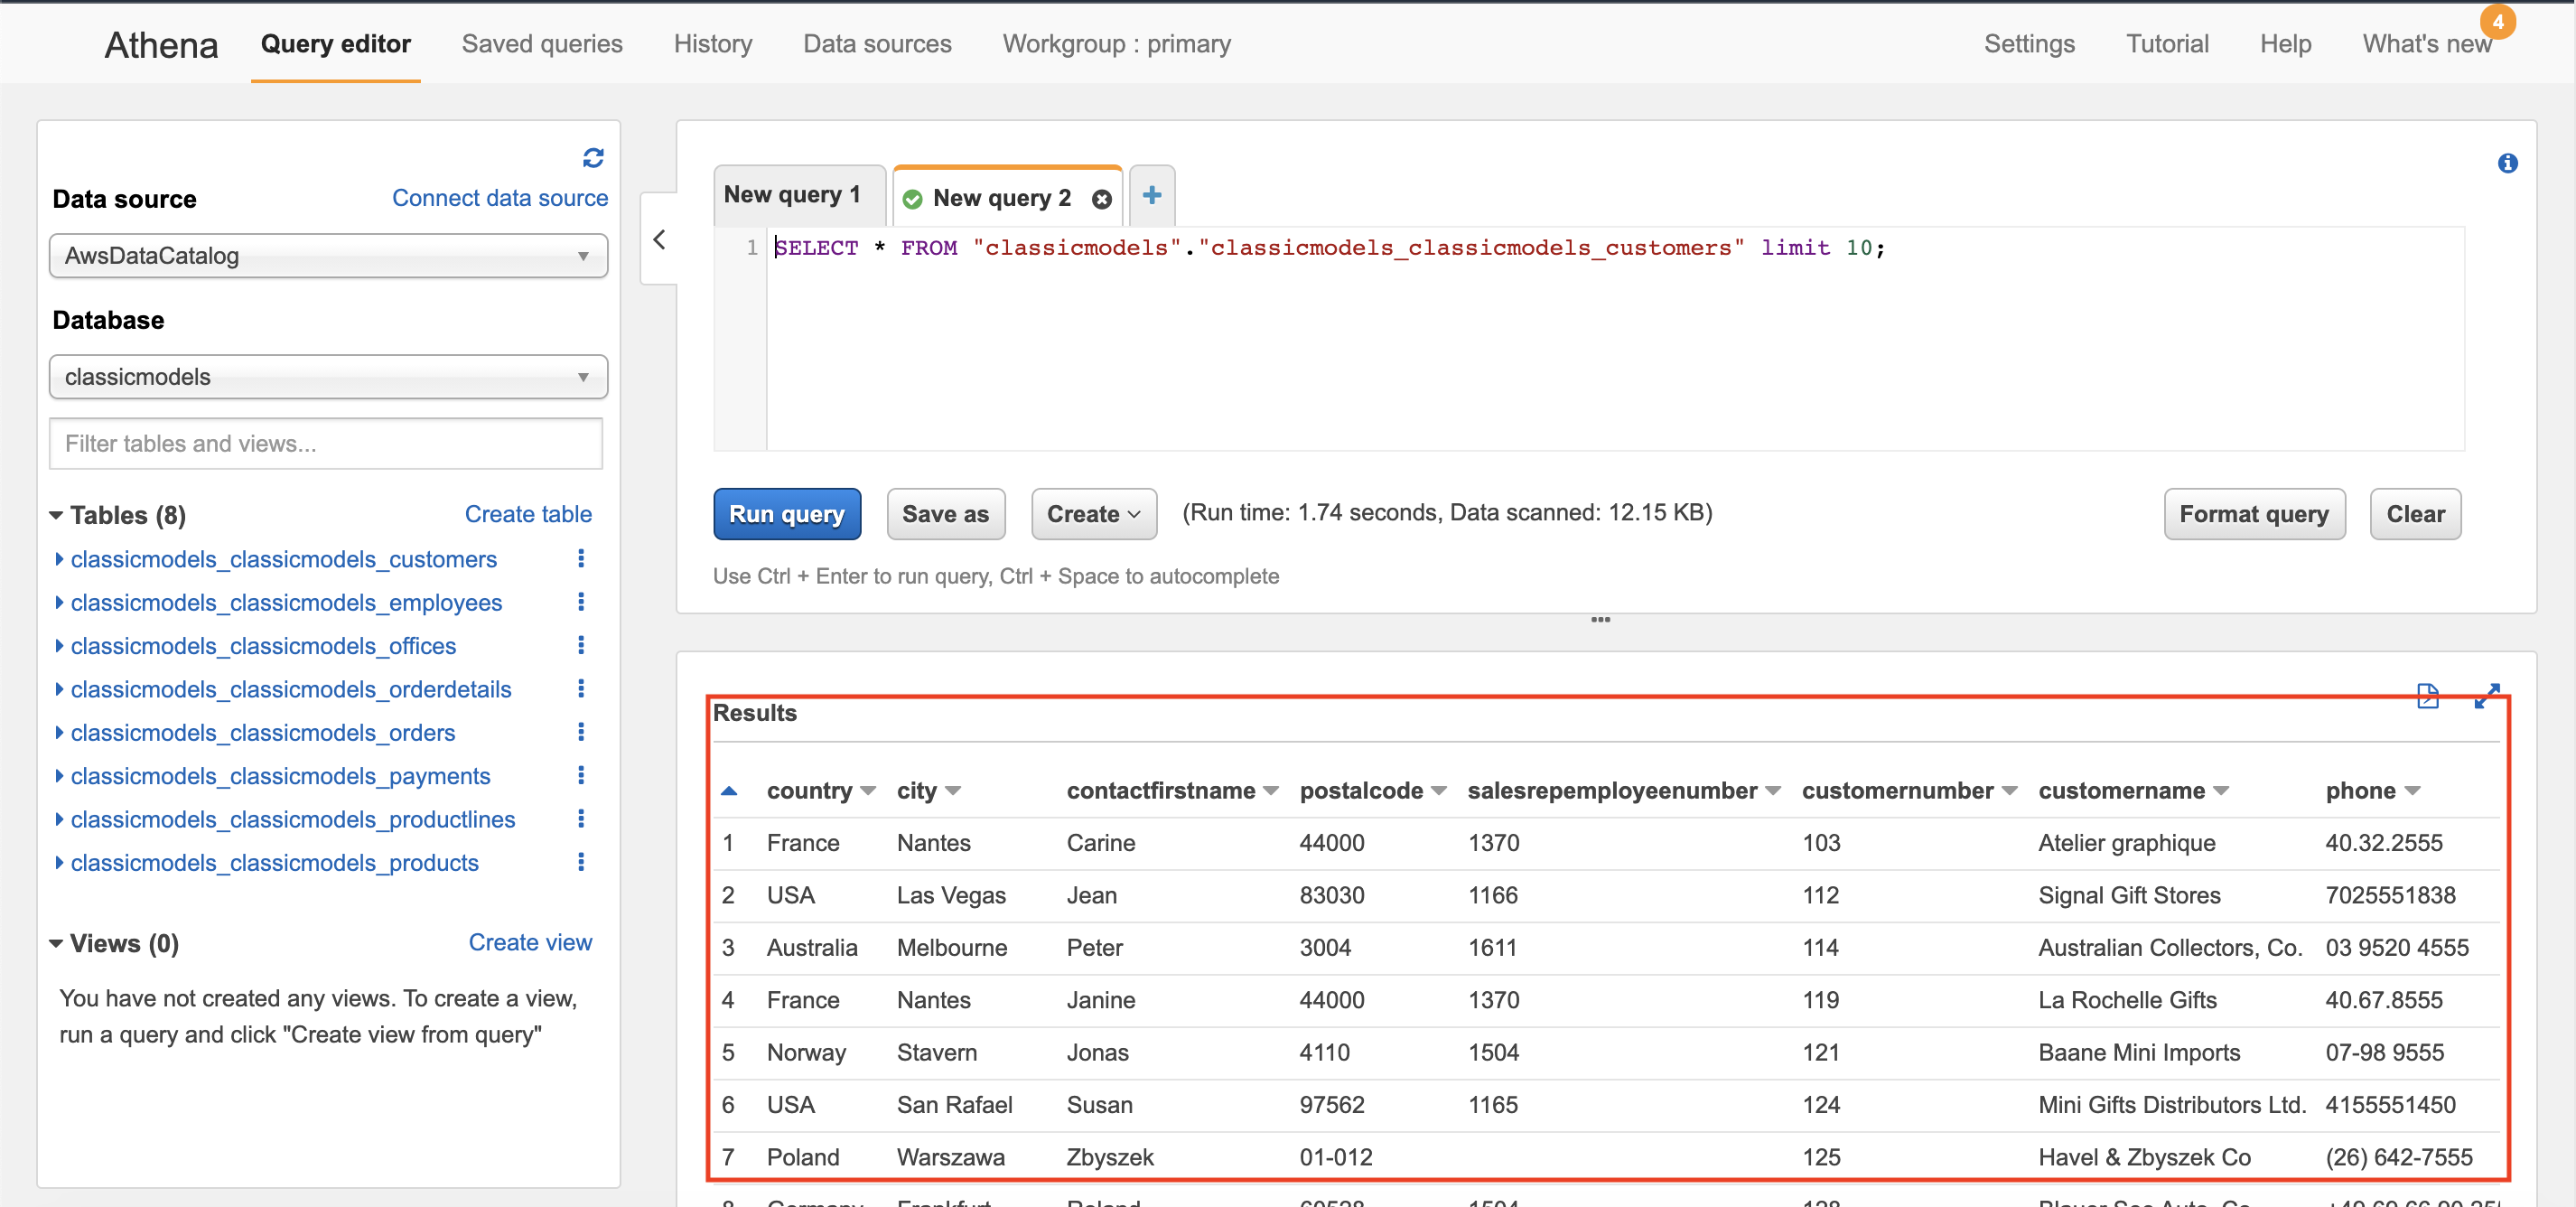 Athena Query editor Saved queries History Data sources Workgroup : primary Settings Tutorial Help What's new 4
Data source Connect data source
AwsDataCatalog
Database
classicmodels
Filter tables and views...
Tables (8) Create table
classicmodels_classicmodels_customers
classicmodels_classicmodels_employees
classicmodels_classicmodels_offices
classicmodels_classicmodels_orderdetails
classicmodels_classicmodels_orders
classicmodels_classicmodels_payments
classicmodels_classicmodels_productlines
classicmodels_classicmodels_products
Views (0) Create view
You have not created any views. To create a view,
run a query and click "Create view from query"
New query 1 New query 2
1 SELECT * FROM "classicmodels"."classicmodels_classicmodels_customers" limit 10;
Run query Save as Create (Run time: 1.74 seconds, Data scanned: 12.15 KB) Format query Clear
Use Ctrl + Enter to run query, Ctrl + Space to autocomplete
Results
country city contactfirstname postalcode salesrepemployeenumber customernumber customername phone
1 France Nantes Carine 44000 1370 103 Atelier graphique 40.32.2555
2 USA Las Vegas Jean 83030 1166 112 Signal Gift Stores 7025551838
3 Australia Melbourne Peter 3004 1611 114 Australian Collectors, Co. 03 9520 4555
4 France Nantes Janine 44000 1370 119 La Rochelle Gifts 40.67.8555
5 Norway Stavern Jonas 4110 1504 121 Baane Mini Imports 07-98 9555
6 USA San Rafael Susan 97562 1165 124 Mini Gifts Distributors Ltd. 4155551450
7 Poland Warszawa Zbyszek 01-012 125 Havel & Zbyszek Co (26) 642-7555